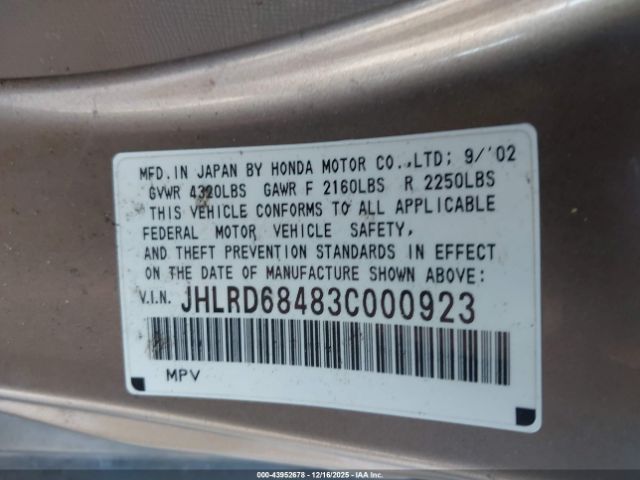 MFD. IN JAPAN BY HONDA MOTOR CO.,LTD; 9/'02
GVWR 4320LBS GAWR F 2160LBS R 2250LBS
THIS VEHICLE CONFORMS TO ALL APPLICABLE
FEDERAL MOTOR VEHICLE SAFETY,
AND THEFT PREVENTION STANDARDS IN EFFECT
ON THE DATE OF MANUFACTURE SHOWN ABOVE:
V.I.N. JHLRD68483C000923
MPV
000-43952678 - 12/16/2025 - IAAI.COM